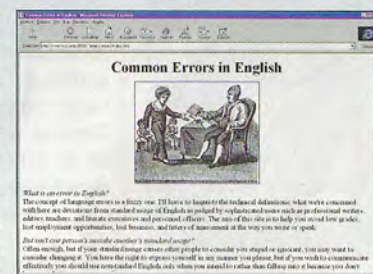 Common Errors in English
What is an error in English?
The concept of language errors is a fuzzy one. I'll leave to linguists the technical definitions; what we're concerned
with here are deviations from standard usage of English as judged by sophisticated users such as professional writers,
editors, teachers, and literate executives and personnel officers. The aim of this site is to help you avoid low grades,
lost employment opportunities, lost business, and titters of amusement at the way you write or speak.
But isn't one person's mistake another's standard usage?
Often enough, but if your standard usage causes other people to consider you stupid or ignorant, you may want to
consider changing it. You have the right to express yourself in any manner you please, but if you wish to communicate
effectively you should use nonstandard English only when you intend to rather than fall into it because you don't